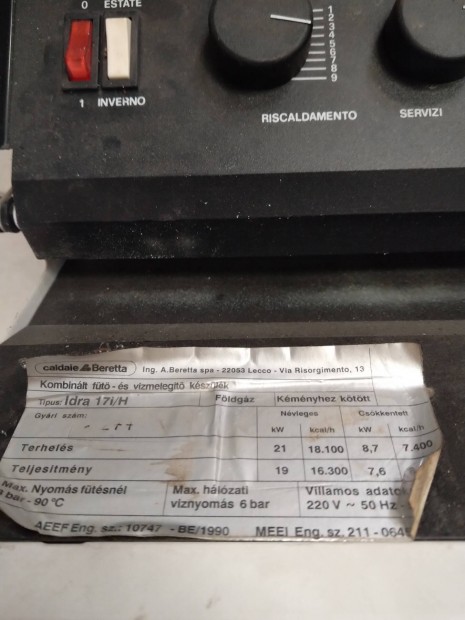 0 ESTATE
1 INVERNO
1
2
3
4
5
6
7
8
9
RISCALDAMENTO
SERVIZI
caldaie Beretta Ing. A.Beretta spa - 22053 Lecco - Via Risorgimento, 13
Kombinált fűtő - és vízmelegítő készülék
Típus: Idra 17i/H Földgáz Kéményhez kötött
Gyári szám: Névleges Csökkentett
kW kcal/h kW kcal/h
Terhelés 21 18.100 8,7 7.400
Teljesítmény 19 16.300 7,6
Max. Nyomás fűtésnél Max. hálózati Villamos
bar - 90 °C víznyomás 6 bar 220 V ~ 50 Hz -
AEEF Eng. sz.: 10747 - BE/1990 MEEI Eng. sz. 211 -